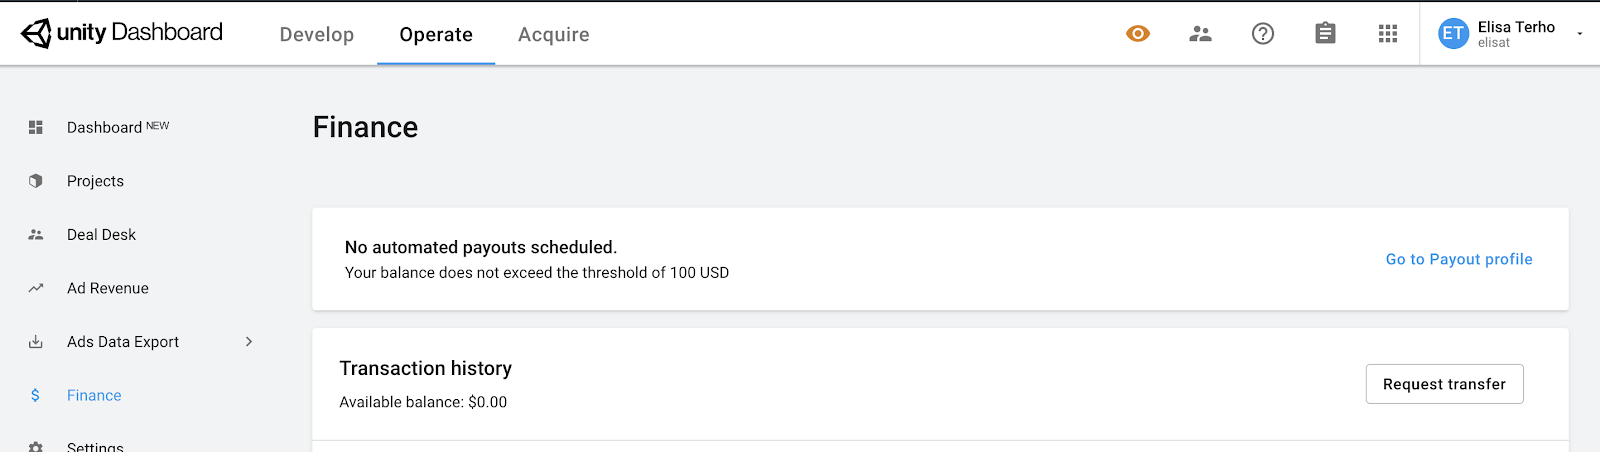 unity Dashboard
Develop
Operate
Acquire
ET
Elisa Terho
elisat
Dashboard NEW
Projects
Deal Desk
Ad Revenue
Ads Data Export
Finance
Settings
Finance
No automated payouts scheduled.
Your balance does not exceed the threshold of 100 USD
Go to Payout profile
Transaction history
Available balance: $0.00
Request transfer